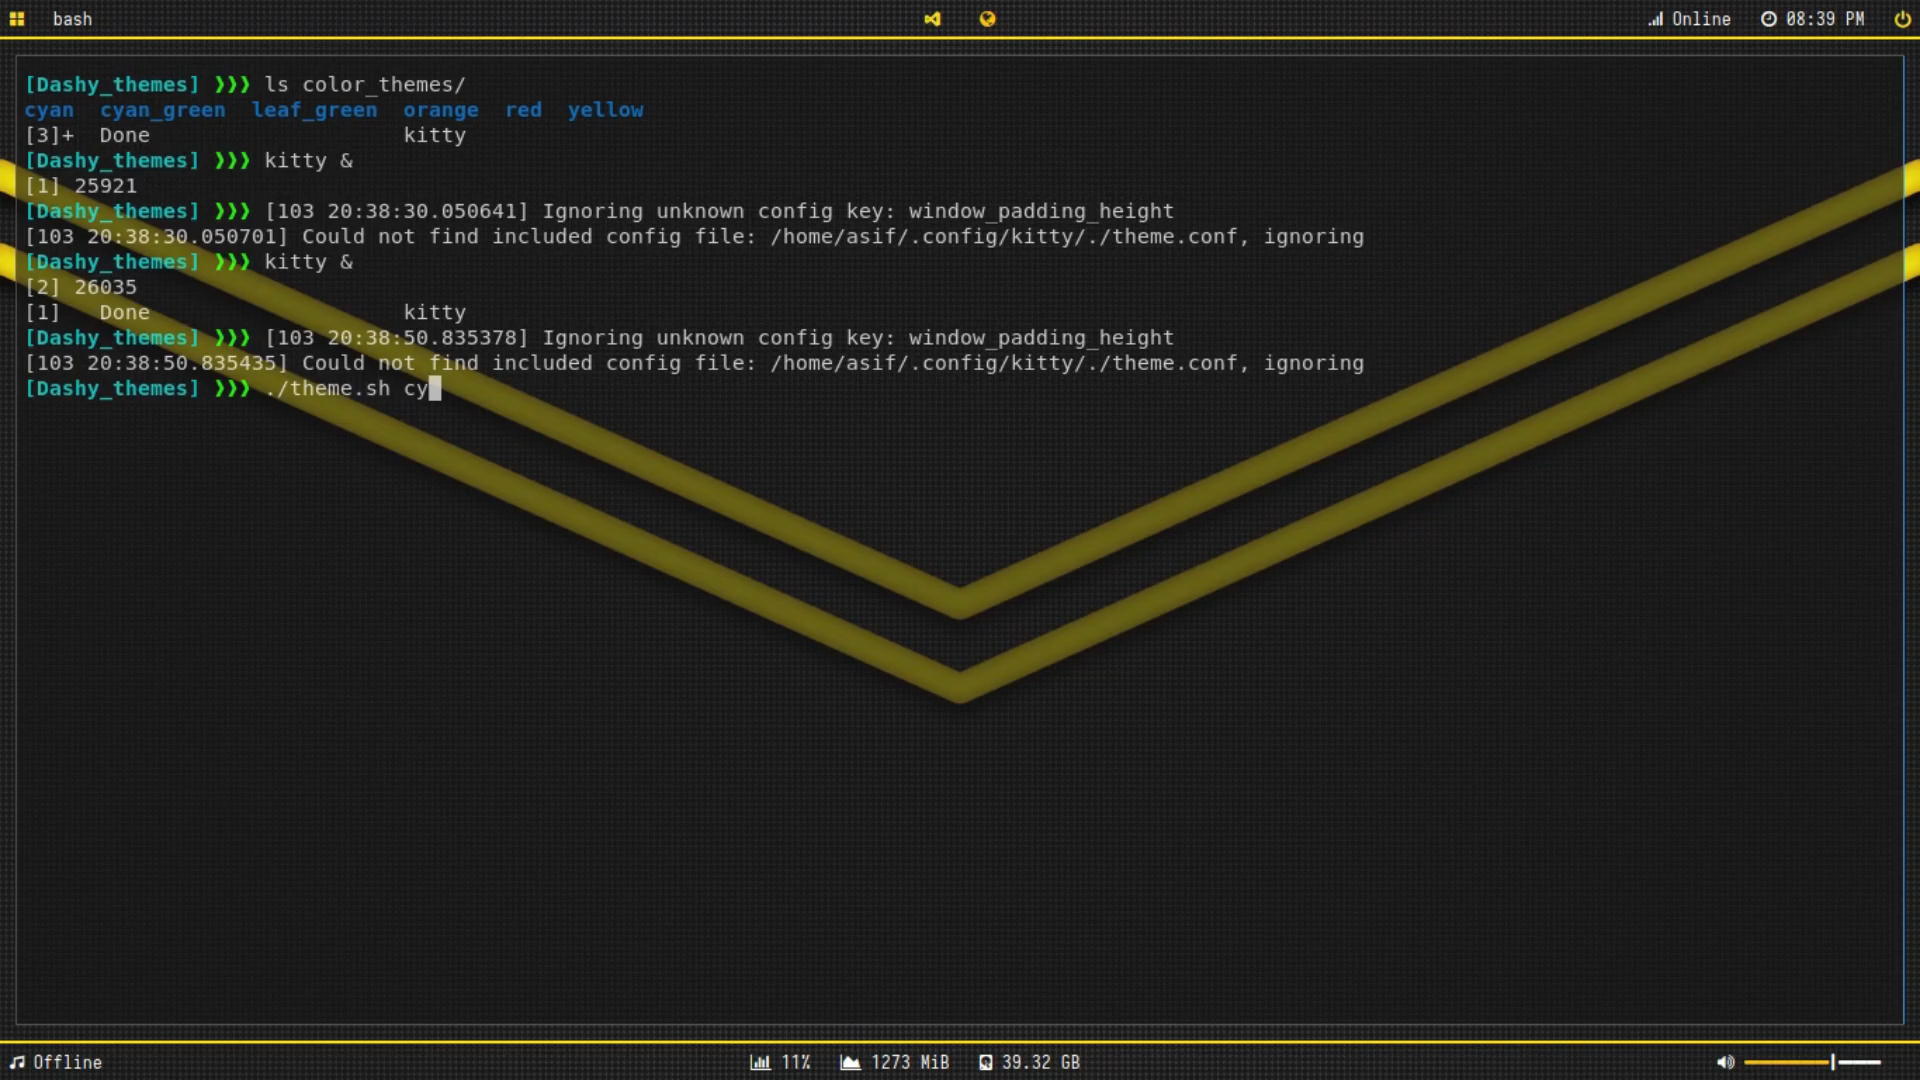 bash
Online 08:39 PM
[Dashy_themes] ❯❯❯ ls color_themes/
cyan  cyan_green  leaf_green  orange  red  yellow
[3]+  Done                    kitty
[Dashy_themes] ❯❯❯ kitty &
[1] 25921
[Dashy_themes] ❯❯❯ [103 20:38:30.050641] Ignoring unknown config key: window_padding_height
[103 20:38:30.050701] Could not find included config file: /home/asif/.config/kitty/./theme.conf, ignoring
[Dashy_themes] ❯❯❯ kitty &
[2] 26035
[1]   Done                    kitty
[Dashy_themes] ❯❯❯ [103 20:38:50.835378] Ignoring unknown config key: window_padding_height
[103 20:38:50.835435] Could not find included config file: /home/asif/.config/kitty/./theme.conf, ignoring
[Dashy_themes] ❯❯❯ ./theme.sh cy
Offline
11% 1273 MiB 39.32 GB